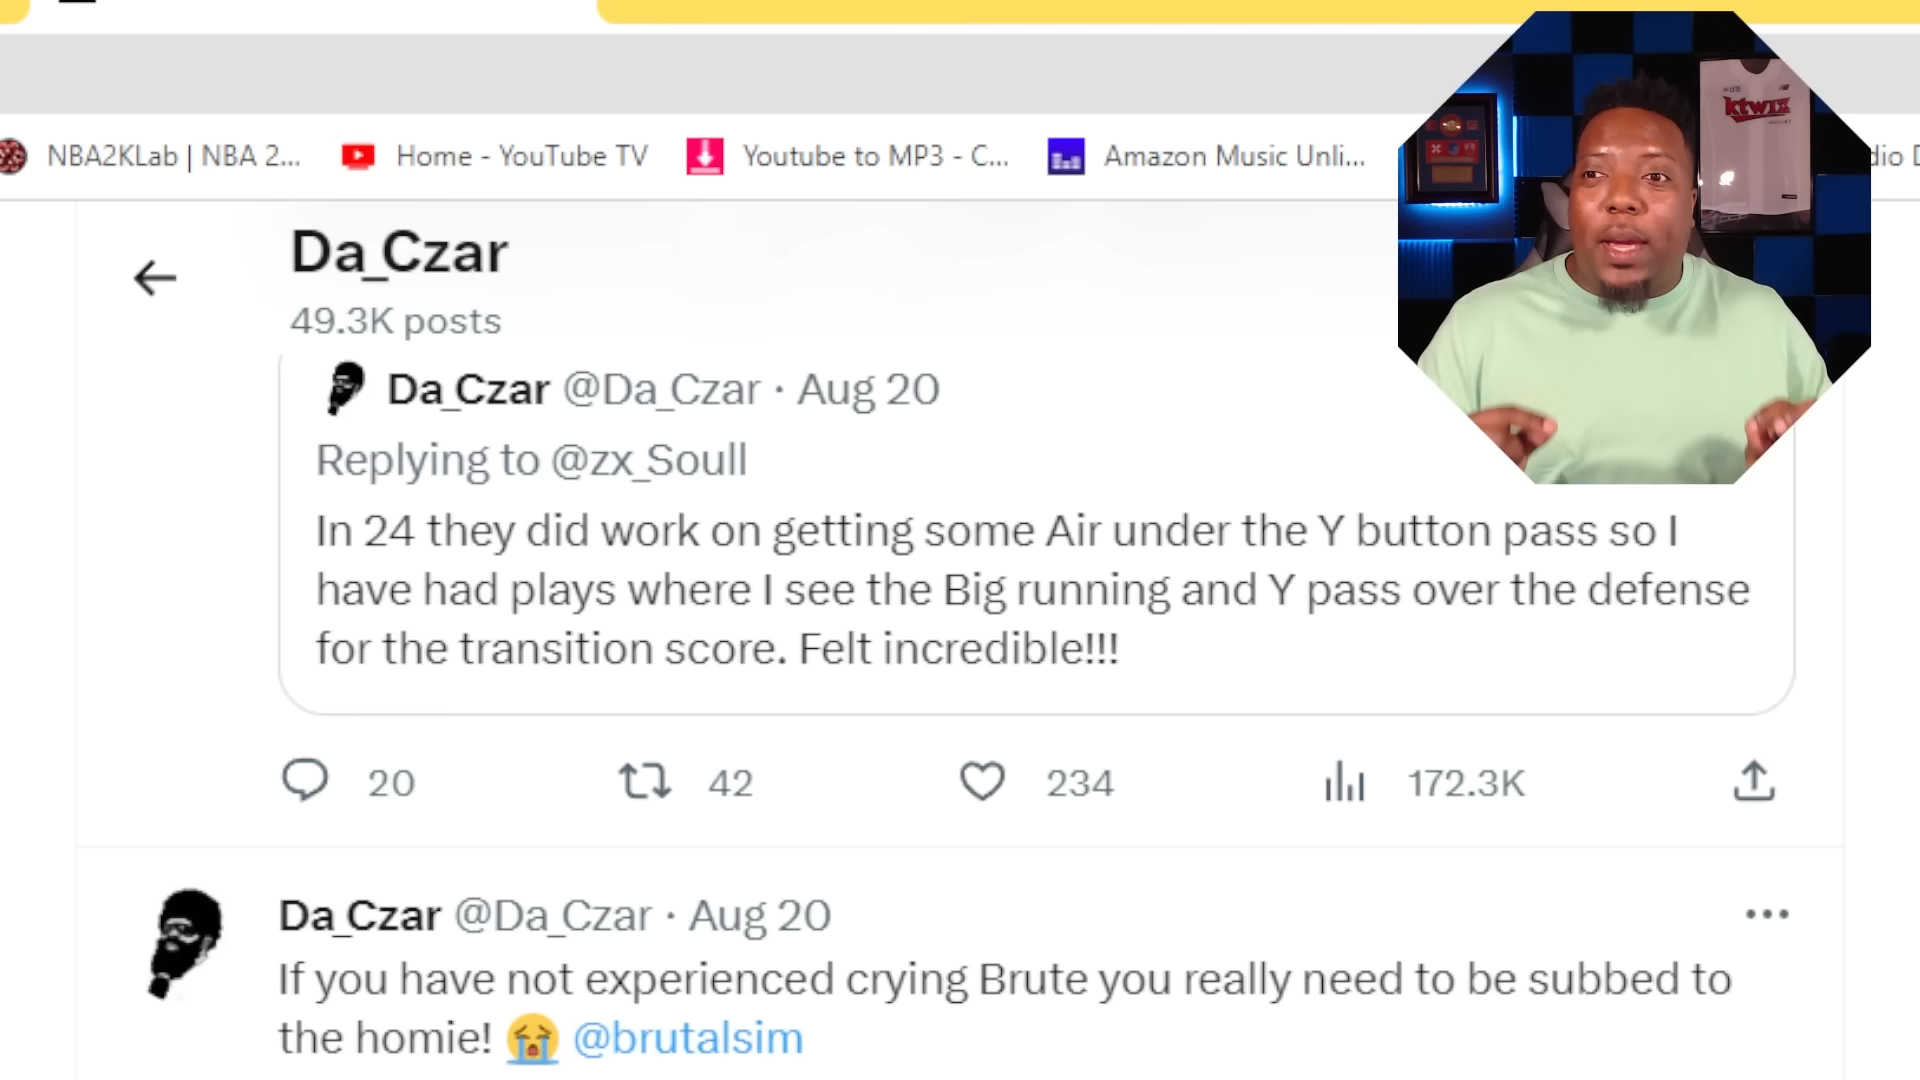 NBA2KLab | NBA 2...
Home - YouTube TV
Youtube to MP3 - C...
Amazon Music Unli...
dio D
ktwiz
Da_Czar
49.3K posts
Da_Czar @Da_Czar · Aug 20
Replying to @zx_Soull
In 24 they did work on getting some Air under the Y button pass so I
have had plays where I see the Big running and Y pass over the defense
for the transition score. Felt incredible!!!
20
42
234
172.3K
Da_Czar @Da_Czar · Aug 20
If you have not experienced crying Brute you really need to be subbed to
the homie! 😭 @brutalsim